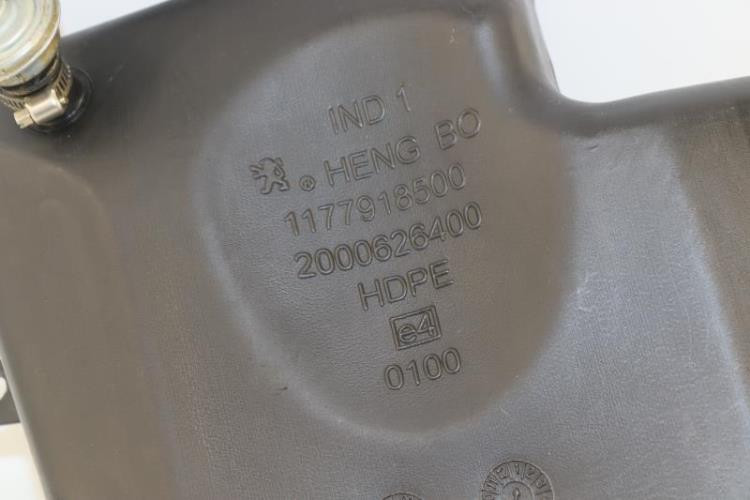 IND 1
® HENG BO
1177918500
2000626400
HDPE
e4
0100